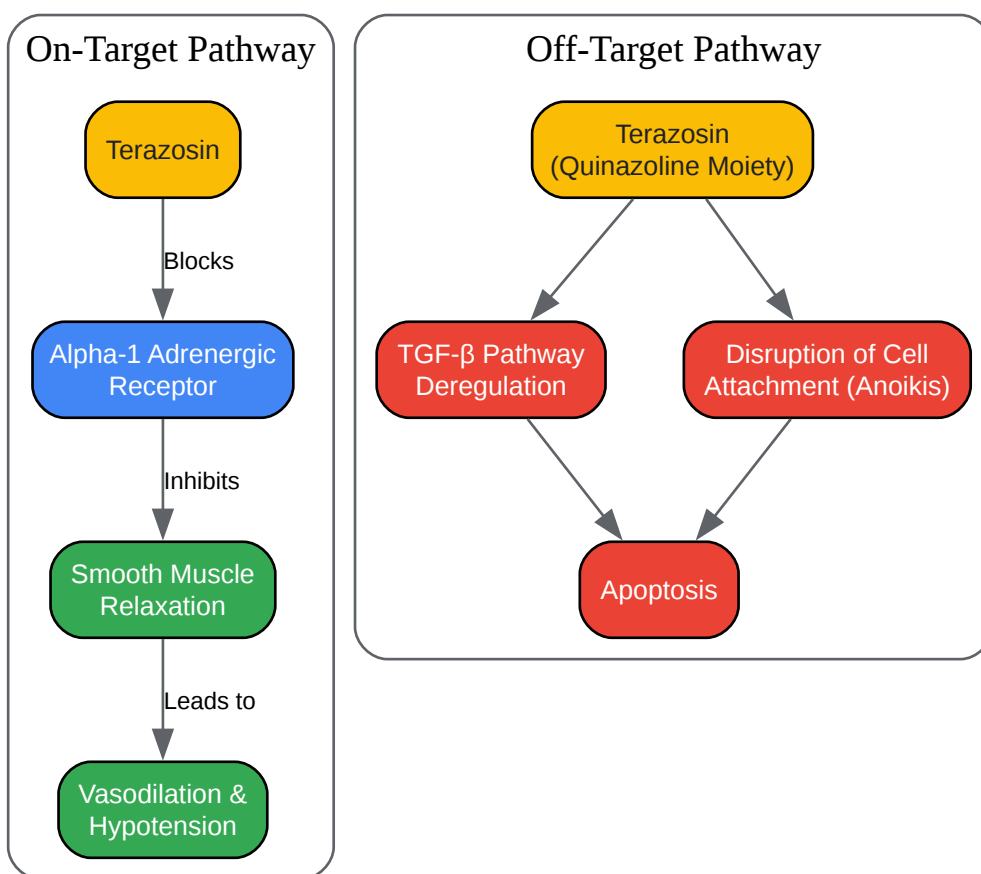 On-Target Pathway
Terazosin
Blocks
Alpha-1 Adrenergic
Receptor
Inhibits
Smooth Muscle
Relaxation
Leads to
Vasodilation &
Hypotension
Off-Target Pathway
Terazosin
(Quinazoline Moiety)
TGF-β Pathway
Deregulation
Disruption of Cell
Attachment (Anoikis)
Apoptosis